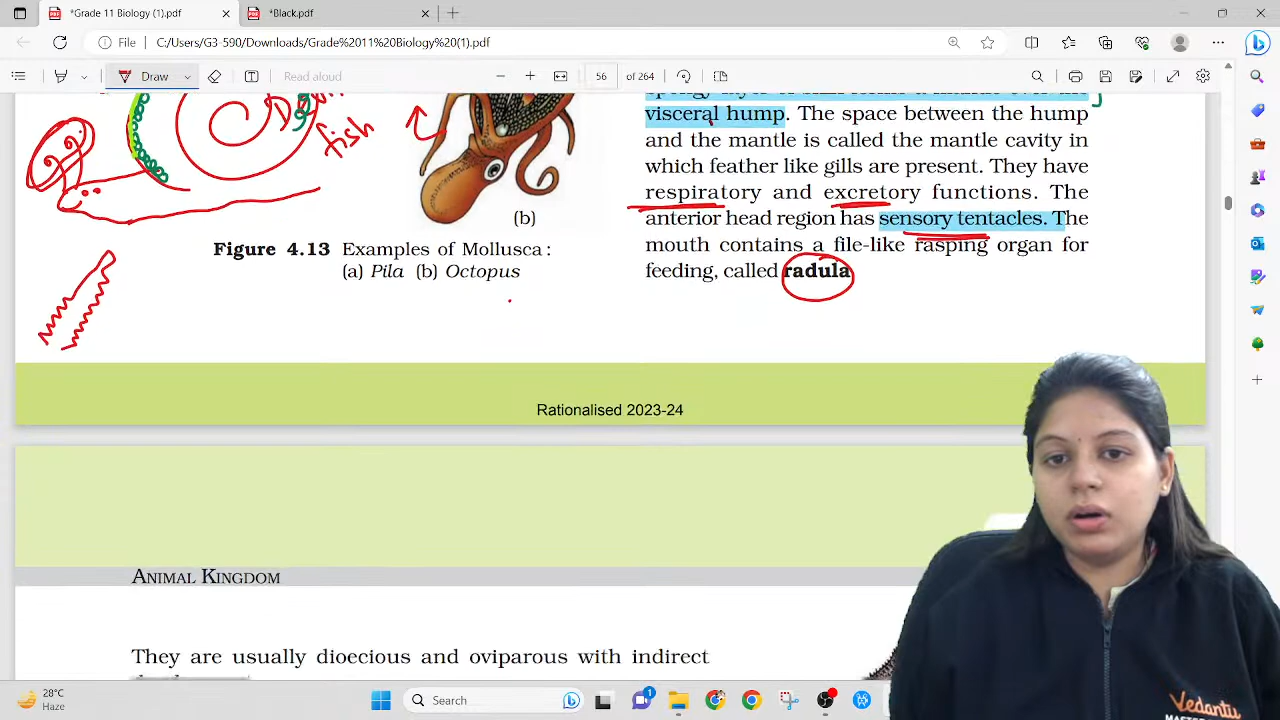 *Grade 11 Biology (1).pdf
*Black.pdf
File
C:/Users/G3-590/Downloads/Grade%2011%20Biology%20(1).pdf
Draw
Read aloud
56 of 264
fish
visceral hump. The space between the hump
and the mantle is called the mantle cavity in
which feather like gills are present. They have
respiratory and excretory functions. The
anterior head region has sensory tentacles. The
mouth contains a file-like rasping organ for
feeding, called radula
(b)
Figure 4.13 Examples of Mollusca :
(a) Pila (b) Octopus
Rationalised 2023-24
ANIMAL KINGDOM
They are usually dioecious and oviparous with indirect
Vedantu
28°C
Haze
Search
1